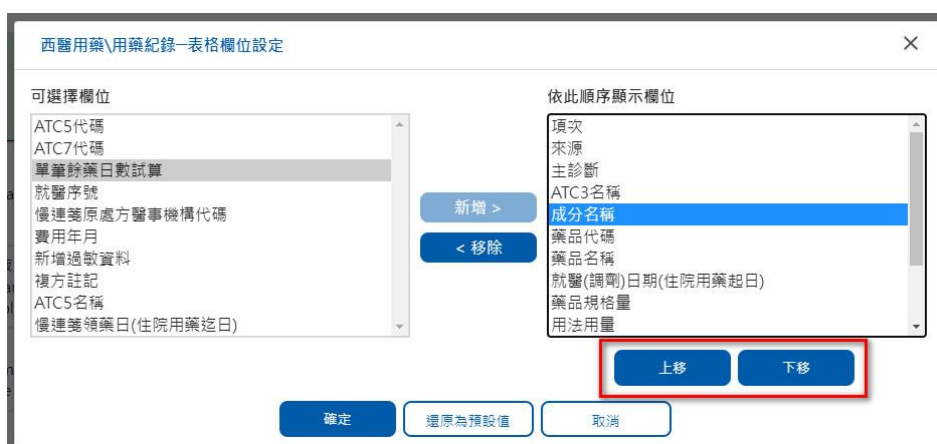 西醫用藥\用藥紀錄─表格欄位設定
可選擇欄位
ATC5代碼
ATC7代碼
單筆餘藥日數試算
就醫序號
慢連箋原處方醫事機構代碼
費用年月
新增過敏資料
複方註記
ATC5名稱
慢連箋領藥日(住院用藥迄日)
新增 >
< 移除
依此順序顯示欄位
項次
來源
主診斷
ATC3名稱
成分名稱
藥品代碼
藥品名稱
就醫(調劑)日期(住院用藥起日)
藥品規格量
用法用量
上移
下移
確定
還原為預設值
取消